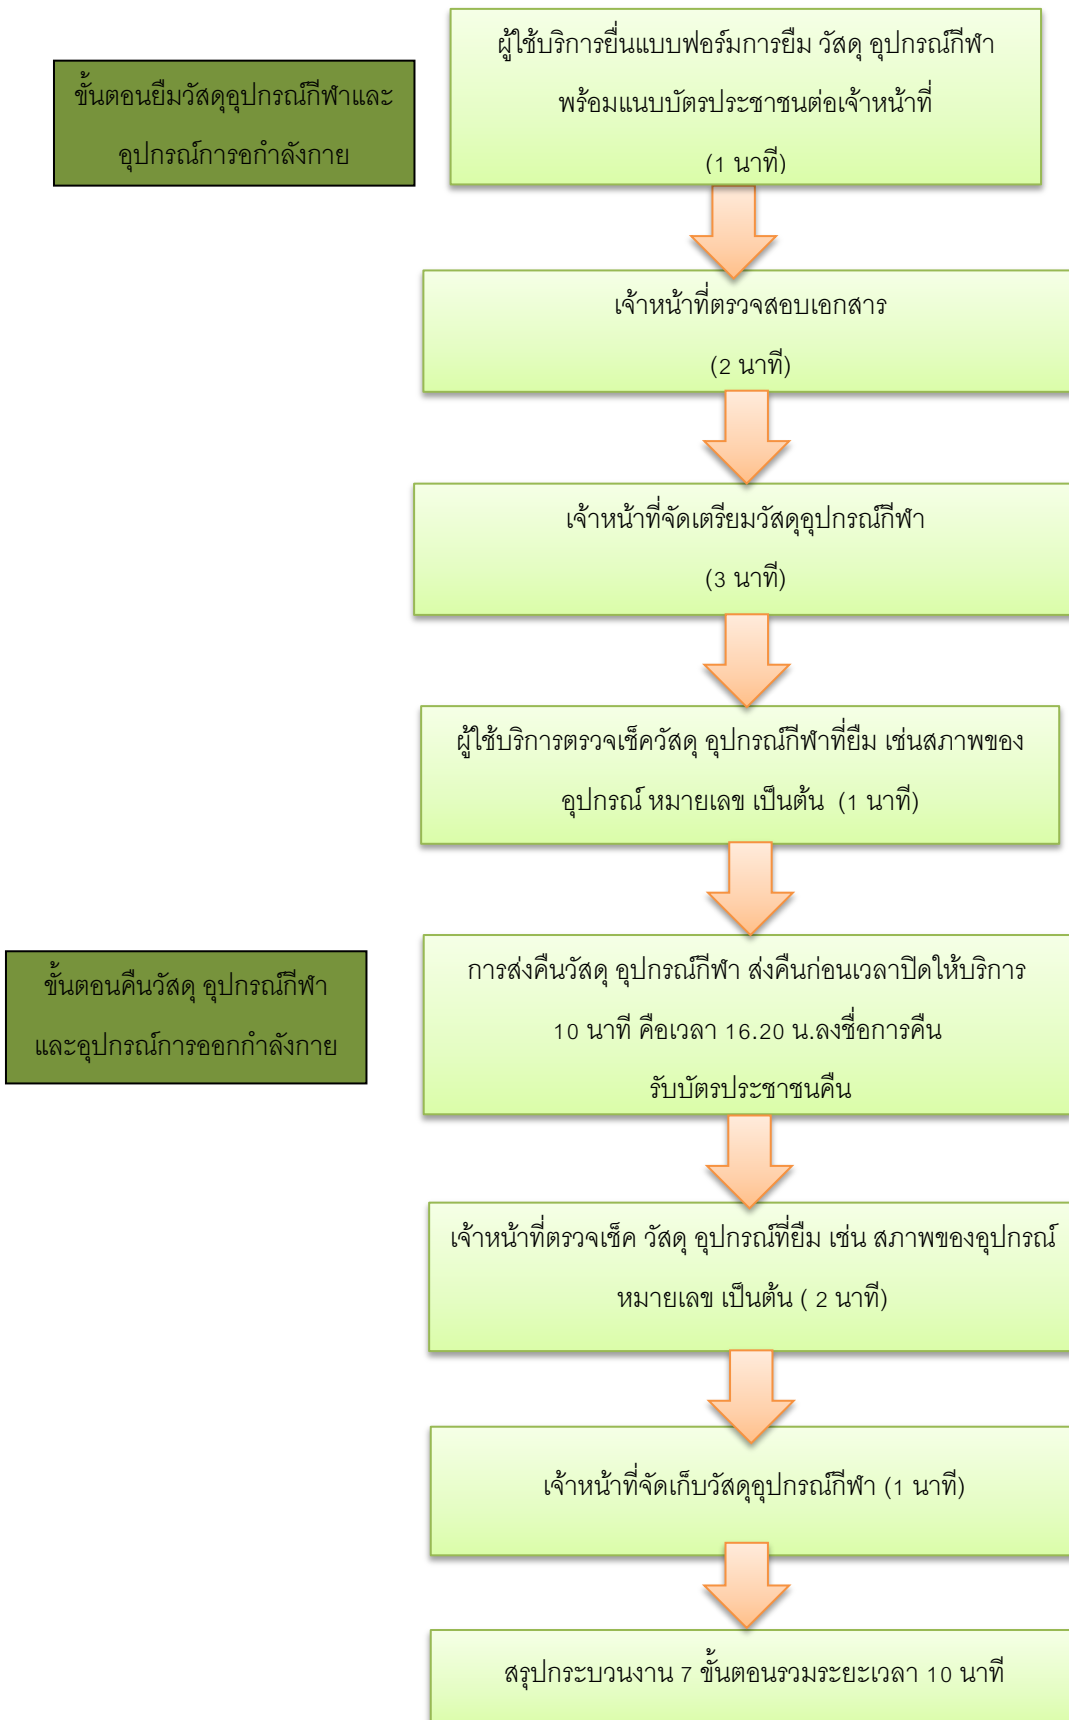 ขั้นตอนยืมวัสดุอุปกรณ์กีฬาและ
อุปกรณ์การอกำลังกาย
ผู้ใช้บริการยื่นแบบฟอร์มการยืม วัสดุ อุปกรณ์กีฬา
พร้อมแนบบัตรประชาชนต่อเจ้าหน้าที่
(1 นาที)
เจ้าหน้าที่ตรวจสอบเอกสาร
(2 นาที)
เจ้าหน้าที่จัดเตรียมวัสดุอุปกรณ์กีฬา
(3 นาที)
ผู้ใช้บริการตรวจเช็ควัสดุ อุปกรณ์กีฬาที่ยืม เช่นสภาพของ
อุปกรณ์ หมายเลข เป็นต้น (1 นาที)
ขั้นตอนคืนวัสดุ อุปกรณ์กีฬา
และอุปกรณ์การออกกำลังกาย
การส่งคืนวัสดุ อุปกรณ์กีฬา ส่งคืนก่อนเวลาปิดให้บริการ
10 นาที คือเวลา 16.20 น.ลงชื่อการคืน
รับบัตรประชาชนคืน
เจ้าหน้าที่ตรวจเช็ค วัสดุ อุปกรณ์ที่ยืม เช่น สภาพของอุปกรณ์
หมายเลข เป็นต้น ( 2 นาที)
เจ้าหน้าที่จัดเก็บวัสดุอุปกรณ์กีฬา (1 นาที)
สรุปกระบวนงาน 7 ขั้นตอนรวมระยะเวลา 10 นาที